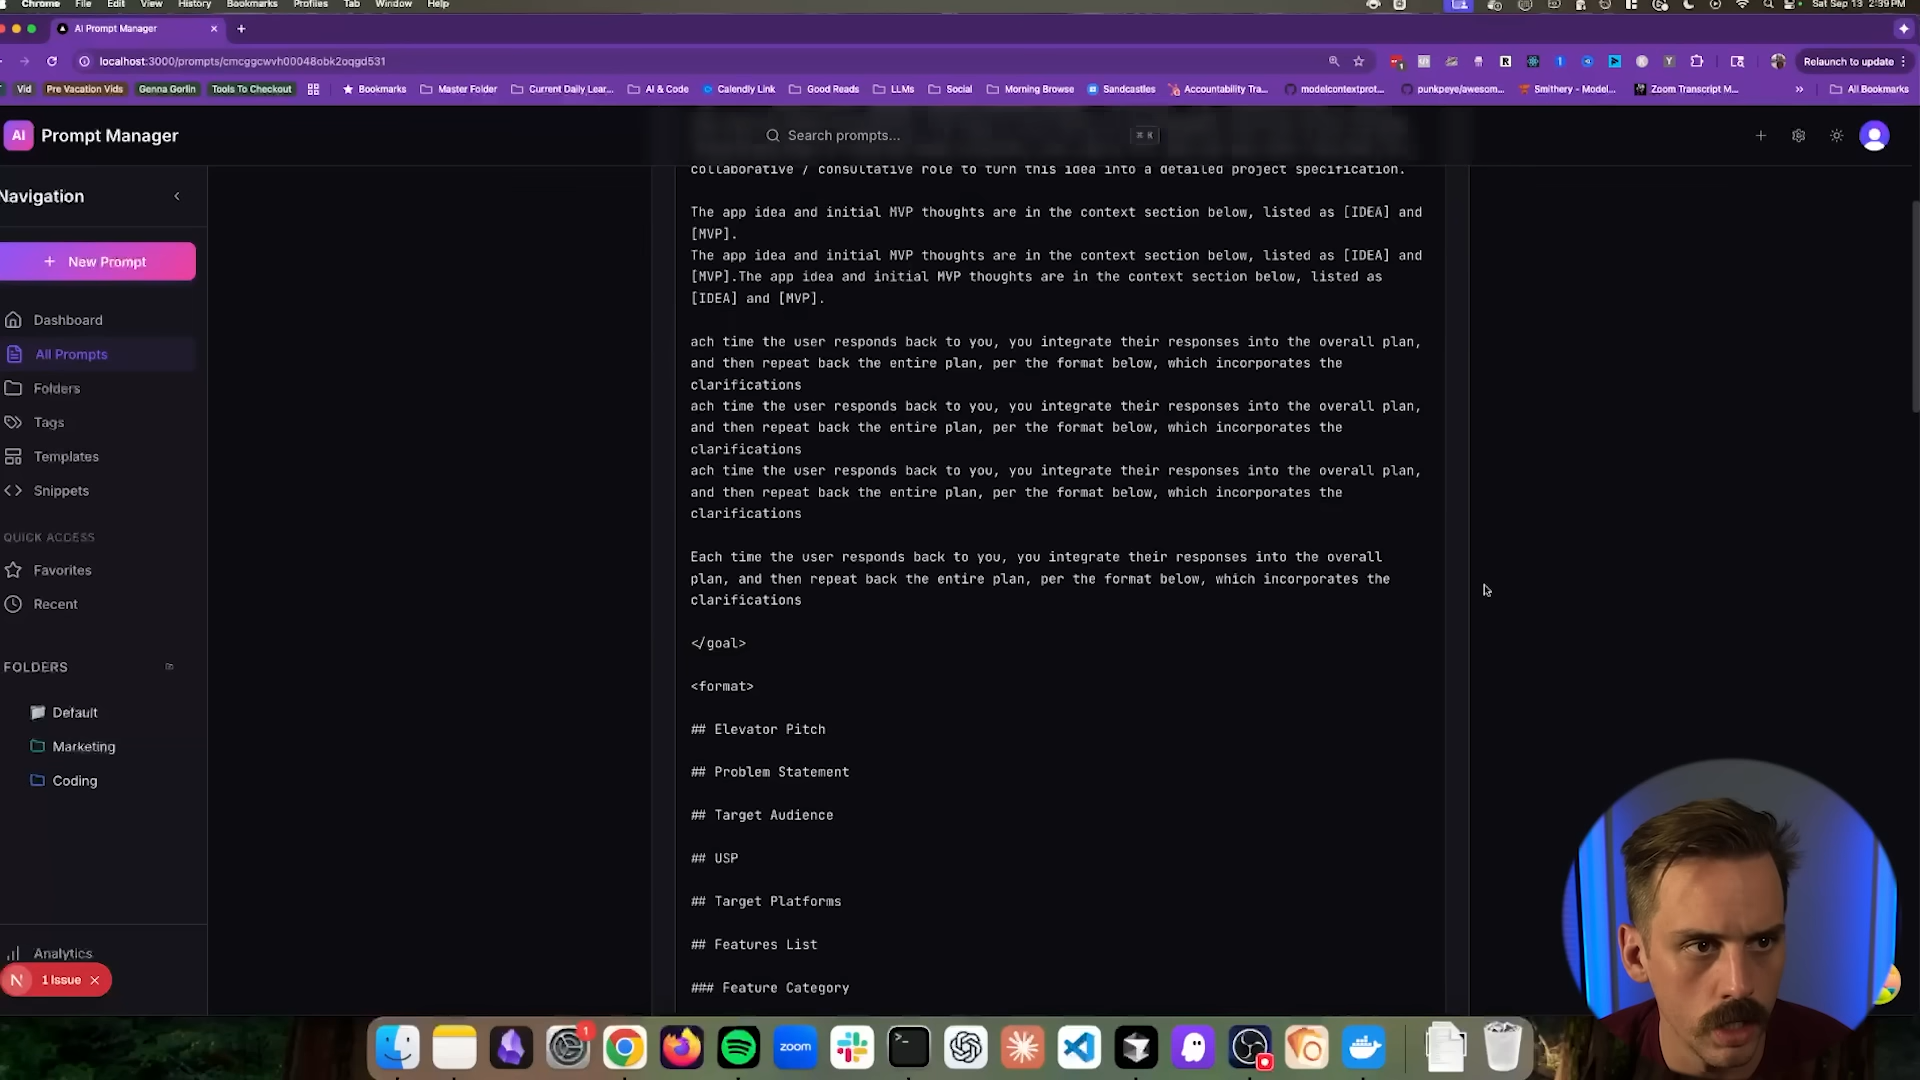 Chrome File Edit View History Bookmarks Profiles Tab Window Help
Sat Sep 13 2:39 PM
AI Prompt Manager
localhost:3000/prompts/cmcggcwvh00048obk2oqgd531
Relaunch to update
Vid Pre Vacation Vids Genna Gorlin Tools To Checkout Bookmarks Master Folder Current Daily Lear... AI & Code Calendly Link Good Reads LLMs Social Morning Browse Sandcastles Accountability Tra... modelcontextprot... punkpeye/awesom... Smithery - Model... Zoom Transcript M... » All Bookmarks
AI Prompt Manager
Search prompts...
⌘ K
Navigation
+ New Prompt
Dashboard
All Prompts
Folders
Tags
Templates
Snippets
QUICK ACCESS
Favorites
Recent
FOLDERS
Default
Marketing
Coding
Analytics
N 1 Issue
collaborative / consultative role to turn this idea into a detailed project specification.
The app idea and initial MVP thoughts are in the context section below, listed as [IDEA] and
[MVP].
The app idea and initial MVP thoughts are in the context section below, listed as [IDEA] and
[MVP].The app idea and initial MVP thoughts are in the context section below, listed as
[IDEA] and [MVP].
ach time the user responds back to you, you integrate their responses into the overall plan,
and then repeat back the entire plan, per the format below, which incorporates the
clarifications
ach time the user responds back to you, you integrate their responses into the overall plan,
and then repeat back the entire plan, per the format below, which incorporates the
clarifications
ach time the user responds back to you, you integrate their responses into the overall plan,
and then repeat back the entire plan, per the format below, which incorporates the
clarifications
Each time the user responds back to you, you integrate their responses into the overall
plan, and then repeat back the entire plan, per the format below, which incorporates the
clarifications
</goal>
<format>
## Elevator Pitch
## Problem Statement
## Target Audience
## USP
## Target Platforms
## Features List
### Feature Category
zoom